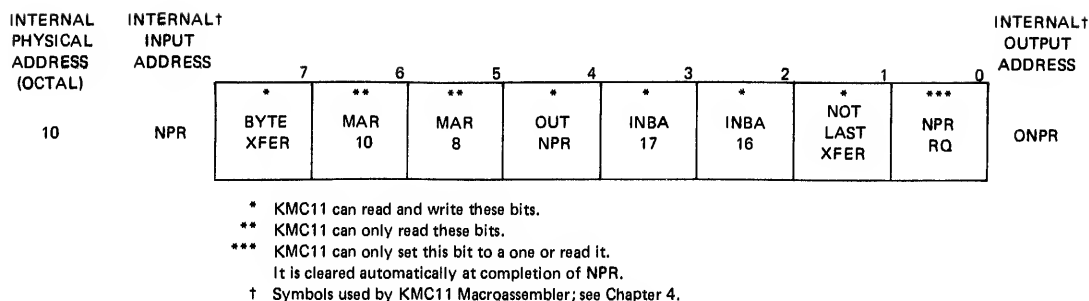 INTERNAL PHYSICAL ADDRESS (OCTAL)
INTERNAL† INPUT ADDRESS
INTERNAL† OUTPUT ADDRESS
7 6 5 4 3 2 1 0
* ** ** * * * * ***
10 NPR BYTE XFER MAR 10 MAR 8 OUT NPR INBA 17 INBA 16 NOT LAST XFER NPR RQ ONPR
* KMC11 can read and write these bits.
** KMC11 can only read these bits.
*** KMC11 can only set this bit to a one or read it.
It is cleared automatically at completion of NPR.
† Symbols used by KMC11 Macroassembler; see Chapter 4.